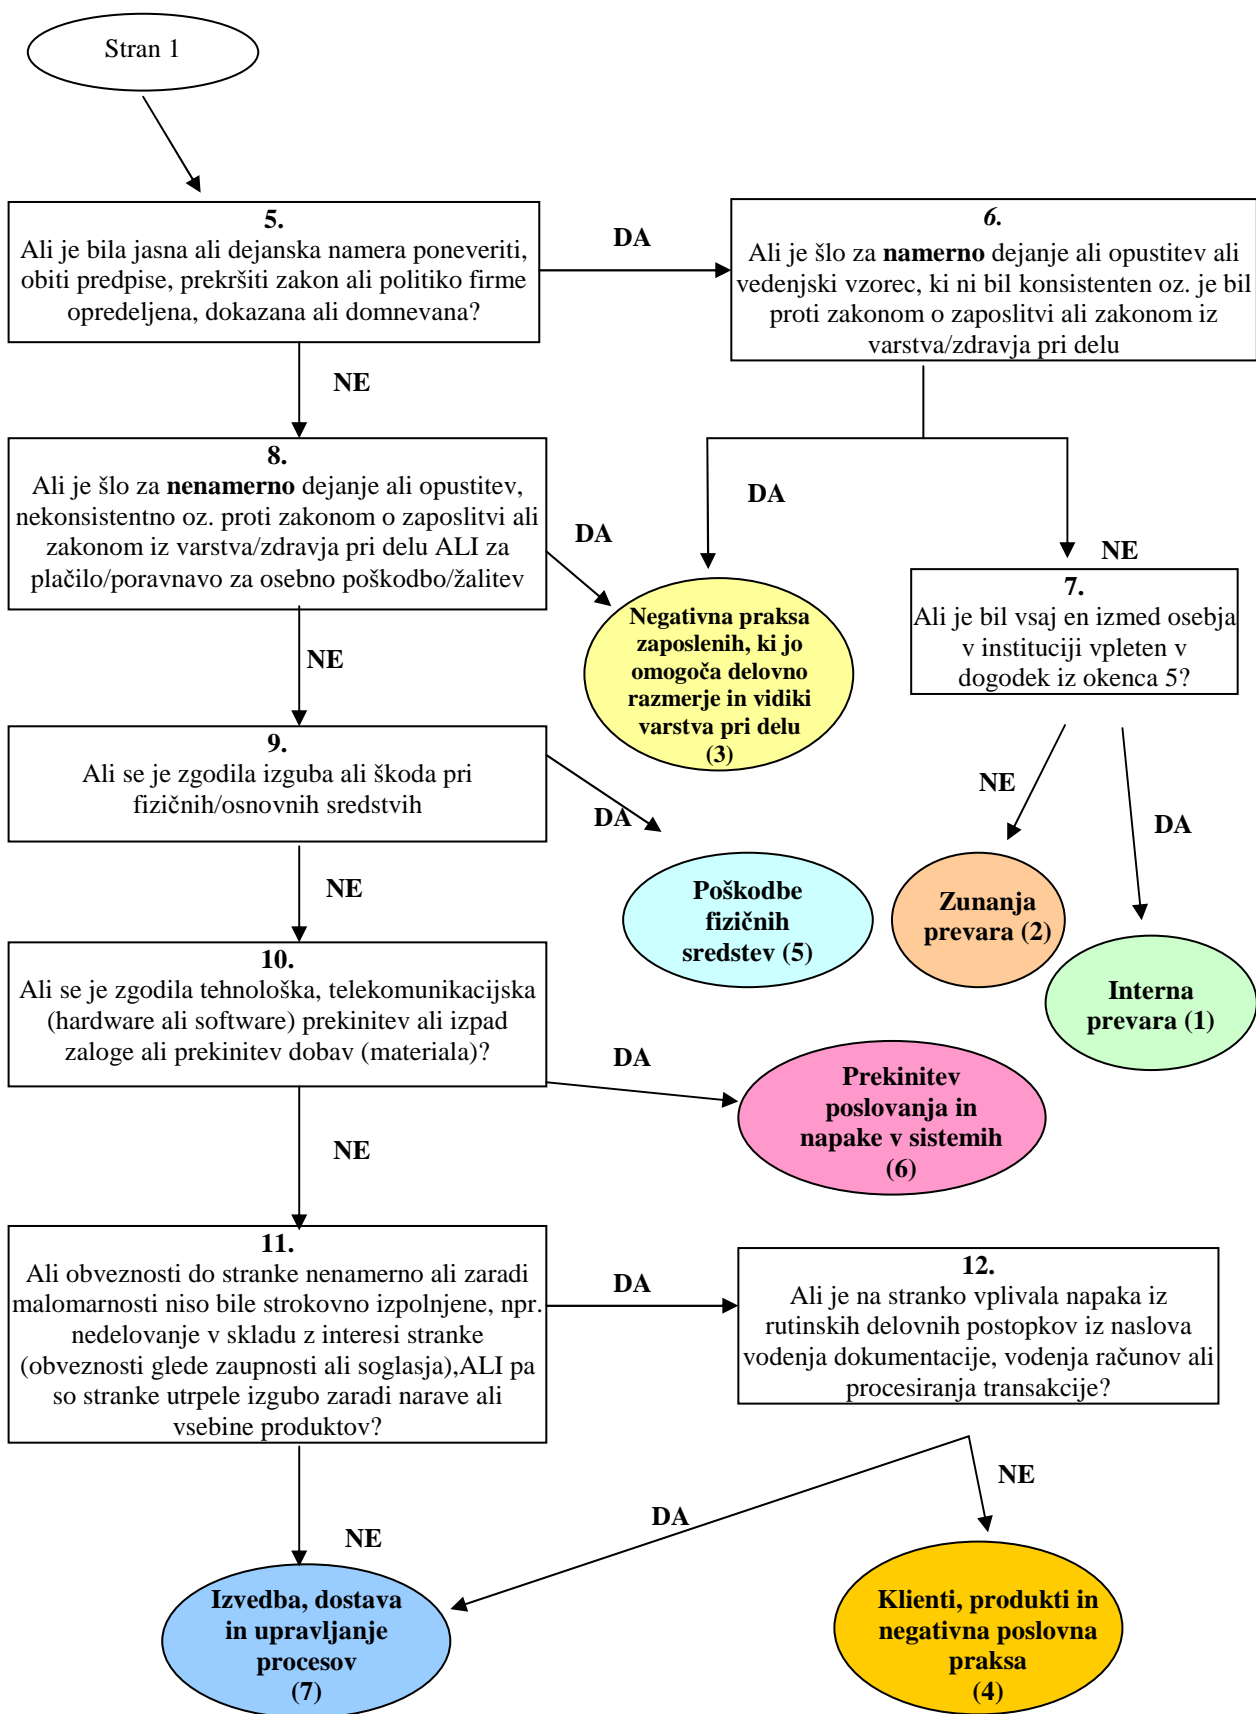 Stran 1
5.
Ali je bila jasna ali dejanska namera poneveriti,
obiti predpise, prekršiti zakon ali politiko firme
opredeljena, dokazana ali domnevana?
DA
6.
Ali je šlo za namerno dejanje ali opustitev ali
vedenjski vzorec, ki ni bil konsistenten oz. je bil
proti zakonom o zaposlitvi ali zakonom iz
varstva/zdravja pri delu
NE
8.
Ali je šlo za nenamerno dejanje ali opustitev,
nekonsistentno oz. proti zakonom o zaposlitvi ali
zakonom iz varstva/zdravja pri delu ALI za
plačilo/poravnavo za osebno poškodbo/žalitev
DA
DA
NE
7.
Ali je bil vsaj en izmed osebja
v instituciji vpleten v
dogodek iz okenca 5?
Negativna praksa
zaposlenih, ki jo
omogoča delovno
razmerje in vidiki
varstva pri delu
(3)
NE
9.
Ali se je zgodila izguba ali škoda pri
fizičnih/osnovnih sredstvih
DA
NE
DA
NE
Poškodbe
fizičnih
sredstev (5)
Zunanja
prevara (2)
Interna
prevara (1)
10.
Ali se je zgodila tehnološka, telekomunikacijska
(hardware ali software) prekinitev ali izpad
zaloge ali prekinitev dobav (materiala)?
DA
Prekinitev
poslovanja in
napake v sistemih
(6)
NE
11.
Ali obveznosti do stranke nenamerno ali zaradi
malomarnosti niso bile strokovno izpolnjene, npr.
nedelovanje v skladu z interesi stranke
(obveznosti glede zaupnosti ali soglasja),ALI pa
so stranke utrpele izgubo zaradi narave ali
vsebine produktov?
DA
12.
Ali je na stranko vplivala napaka iz
rutinskih delovnih postopkov iz naslova
vodenja dokumentacije, vodenja računov ali
procesiranja transakcije?
NE
DA
NE
Izvedba, dostava
in upravljanje
procesov
(7)
Klienti, produkti in
negativna poslovna
praksa
(4)